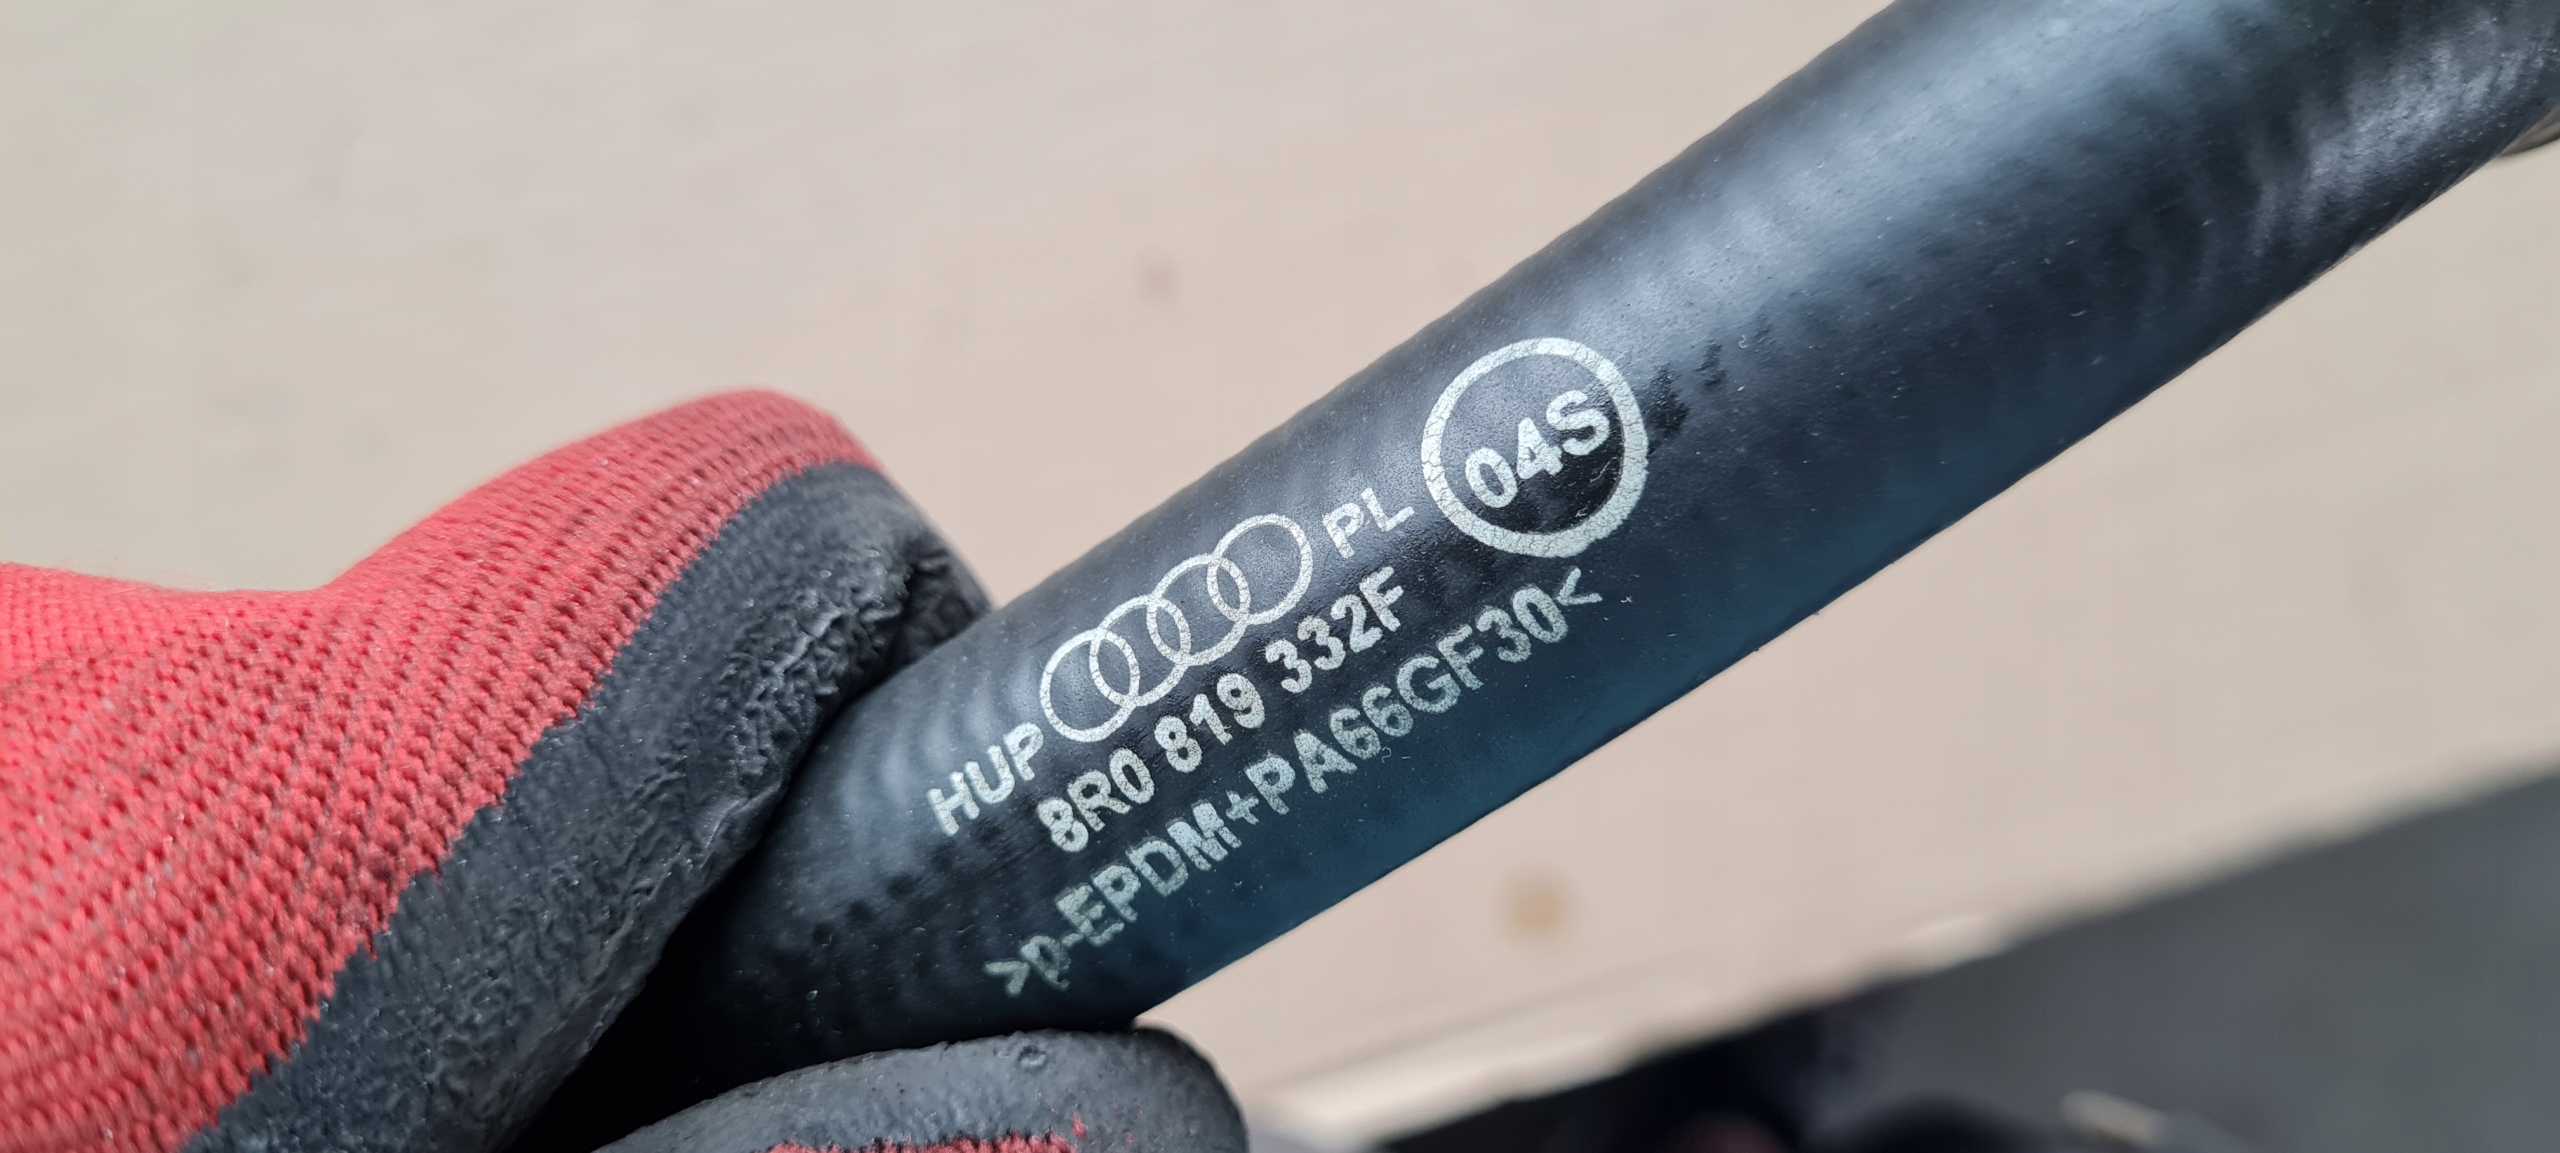 HUP PL 04S
8R0 819 332F
>p-EPDM+PA66GF30<